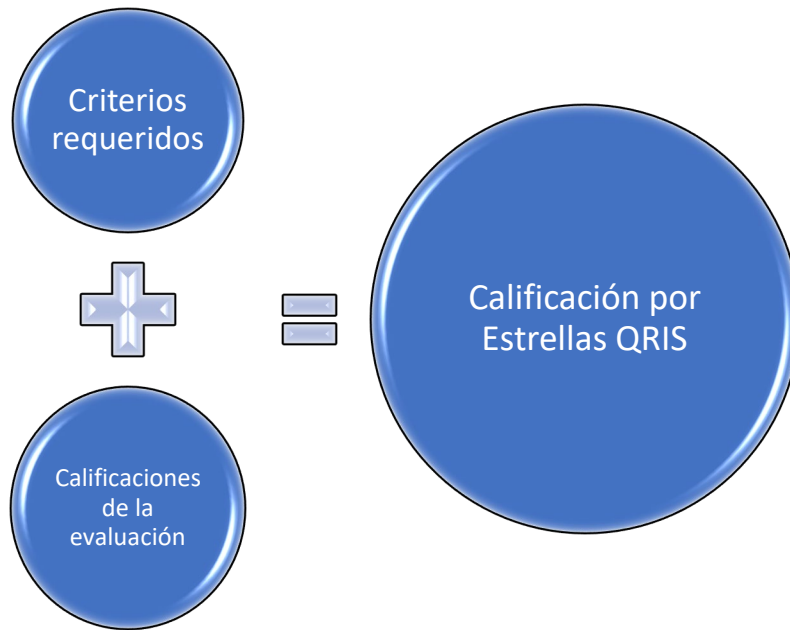 Criterios
requeridos
Calificaciones
de la
evaluación
Calificación por
Estrellas QRIS